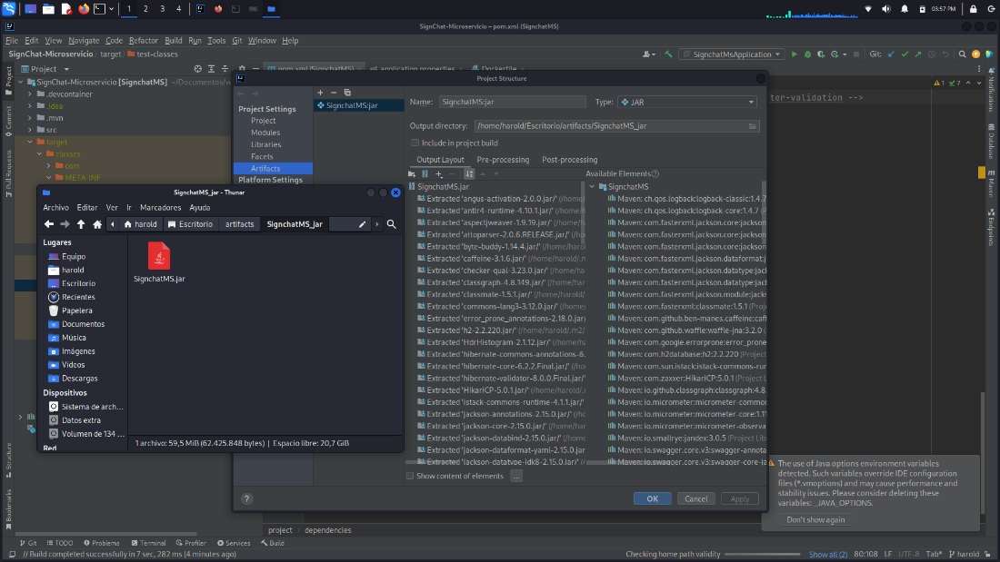 1
2
3
4
03:57 PM
SignChat-Microservicio – pom.xml (SignchatMS)
File Edit View Navigate Code Refactor Build Run Tools Git Window Help
SignChat-Microservicio › target › test-classes
SignchatMsApplication
Git:
Project
pom.xml (SignchatMS)
application.properties
Dockerfile
SignChat-Microservicio [SignchatMS] ~/Documentos/
.devcontainer
.idea
.mvn
src
target
classes
com
META-INF
Project
Commit
Pull Requests
Structure
Bookmarks
Project Structure
Project Settings
Project
Modules
Libraries
Facets
Artifacts
Platform Settings
SignchatMS:jar
Name: SignchatMS:jar
Type: JAR
Output directory: /home/harold/Escritorio/artifacts/SignchatMS_jar
Include in project build
Output Layout Pre-processing Post-processing
Available Elements
SignchatMS.jar
Extracted 'angus-activation-2.0.0.jar/' (/home
Extracted 'antlr4-runtime-4.10.1.jar/' (/home/
Extracted 'aspectjweaver-1.9.19.jar/' (/home/
Extracted 'attoparser-2.0.6.RELEASE.jar/' (/ho
Extracted 'byte-buddy-1.14.4.jar/' (/home/har
Extracted 'caffeine-3.1.6.jar/' (/home/harold/.
Extracted 'checker-qual-3.23.0.jar/' (/home/h
Extracted 'classgraph-4.8.149.jar/' (/home/ha
Extracted 'classmate-1.5.1.jar/' (/home/harold
Extracted 'commons-lang3-3.12.0.jar/' (/home
Extracted 'error_prone_annotations-2.18.0.jar/
Extracted 'h2-2.2.220.jar/' (/home/harold/.m2/
Extracted 'HdrHistogram-2.1.12.jar/' (/home/h
Extracted 'hibernate-commons-annotations-6.
Extracted 'hibernate-core-6.2.2.Final.jar/' (/ho
Extracted 'hibernate-validator-8.0.0.Final.jar/'
Extracted 'HikariCP-5.0.1.jar/' (/home/harold/.
Extracted 'istack-commons-runtime-4.1.1.jar/'
Extracted 'jackson-annotations-2.15.0.jar/' (/h
Extracted 'jackson-core-2.15.0.jar/' (/home/ha
Extracted 'jackson-databind-2.15.0.jar/' (/hom
Extracted 'jackson-dataformat-yaml-2.15.0.jar/
Extracted 'jackson-datatype-jdk8-2.15.0.jar/'
SignchatMS
Maven: ch.qos.logback:logback-classic:1.4.7
Maven: ch.qos.logback:logback-core:1.4.7
Maven: com.fasterxml.jackson.core:jackson
Maven: com.fasterxml.jackson.core:jackson
Maven: com.fasterxml.jackson.core:jackson
Maven: com.fasterxml.jackson.dataformat:j
Maven: com.fasterxml.jackson.datatype:jack
Maven: com.fasterxml.jackson.datatype:jack
Maven: com.fasterxml.jackson.module:jack
Maven: com.fasterxml:classmate:1.5.1 (Proj
Maven: com.github.ben-manes.caffeine:caff
Maven: com.github.waffle:waffle-jna:3.2.0
Maven: com.google.errorprone:error_prone
Maven: com.h2database:h2:2.2.220 (Project
Maven: com.sun.istack:istack-commons-run
Maven: com.zaxxer:HikariCP:5.0.1 (Project L
Maven: io.github.classgraph:classgraph:4.8
Maven: io.micrometer:micrometer-commo
Maven: io.micrometer:micrometer-core:1.1
Maven: io.micrometer:micrometer-observa
Maven: io.smallrye:jandex:3.0.5 (Project Lib
Maven: io.swagger.core.v3:swagger-annota
Maven: io.swagger.core.v3:swagger-core-ja
Show content of elements ...
OK Cancel Apply
?
ter-validation -->
1 7
Notifications
Database
Maven
Endpoints
SignchatMS_jar - Thunar
Archivo Editar Ver Ir Marcadores Ayuda
harold Escritorio artifacts SignchatMS_jar
Lugares
Equipo
harold
Escritorio
Recientes
Papelera
Documentos
Música
Imágenes
Vídeos
Descargas
Dispositivos
Sistema de arch...
Datos extra
Volumen de 134 ...
Red
SignchatMS.jar
1 archivo: 59,5 MiB (62.425.848 bytes) | Espacio libre: 20,7 GiB
The use of Java options environment variables
detected. Such variables override IDE configuration
files (*.vmoptions) and may cause performance and
stability issues. Please consider deleting these
variables: _JAVA_OPTIONS.
Don't show again
project › dependencies
Git TODO Problems Terminal Profiler Services Build
// Build completed successfully in 7 sec, 282 ms (4 minutes ago)
Checking home path validity
Show all (2) 80:108 LF UTF-8 Tab* harold